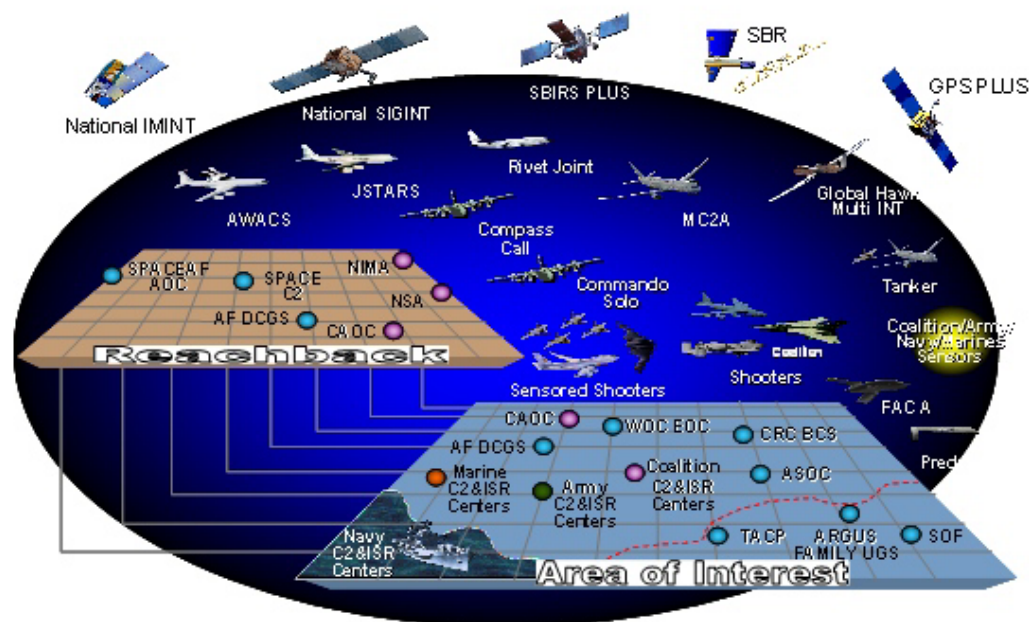 SBR
SBIRS PLUS
GPS PLUS
National SIGINT
National IMINT
Rivet Joint
JSTARS
AWACS
MC2A
Global Hawk
Multi INT
Compass
Call
Tanker
Commando
Solo
Coalition/Army/
Navy/Marines
Sensors
Coalition
Shooters
Sensored Shooters
FAC A
Pred
SPACEAF
AOC
SPACE
C2
NIMA
NSA
AF DCGS
CAOC
Reachback
CAOC
WOC EOC
CRC BCS
AF DCGS
Marine
C2&ISR
Centers
Army
C2&ISR
Centers
Coalition
C2&ISR
Centers
ASOC
Navy
C2&ISR
Centers
TACP
ARGUS
FAMILY UGS
SOF
Area of Interest